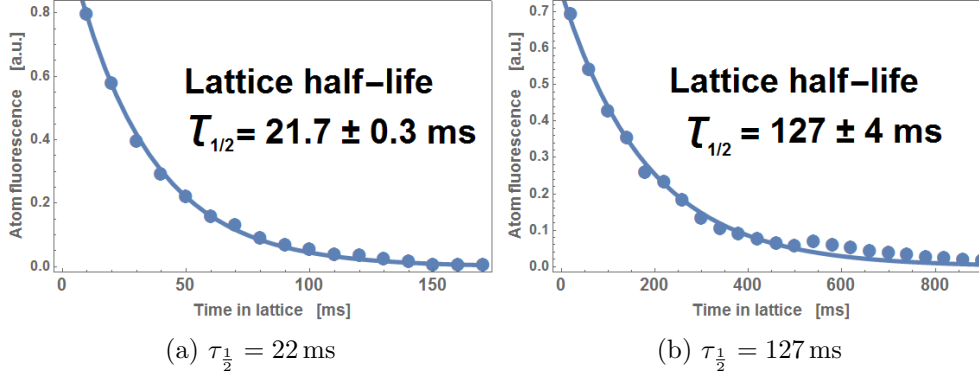 0.8
0.6
0.4
0.2
0.0
Atom fluorescence [a.u.]
Lattice half−life
τ1/2= 21.7 ± 0.3 ms
0 50 100 150
Time in lattice [ms]
(a) τ1/2 = 22 ms
0.7
0.6
0.5
0.4
0.3
0.2
0.1
0.0
Atom fluorescence [a.u.]
Lattice half−life
τ1/2 = 127 ± 4 ms
0 200 400 600 800
Time in lattice [ms]
(b) τ1/2 = 127 ms